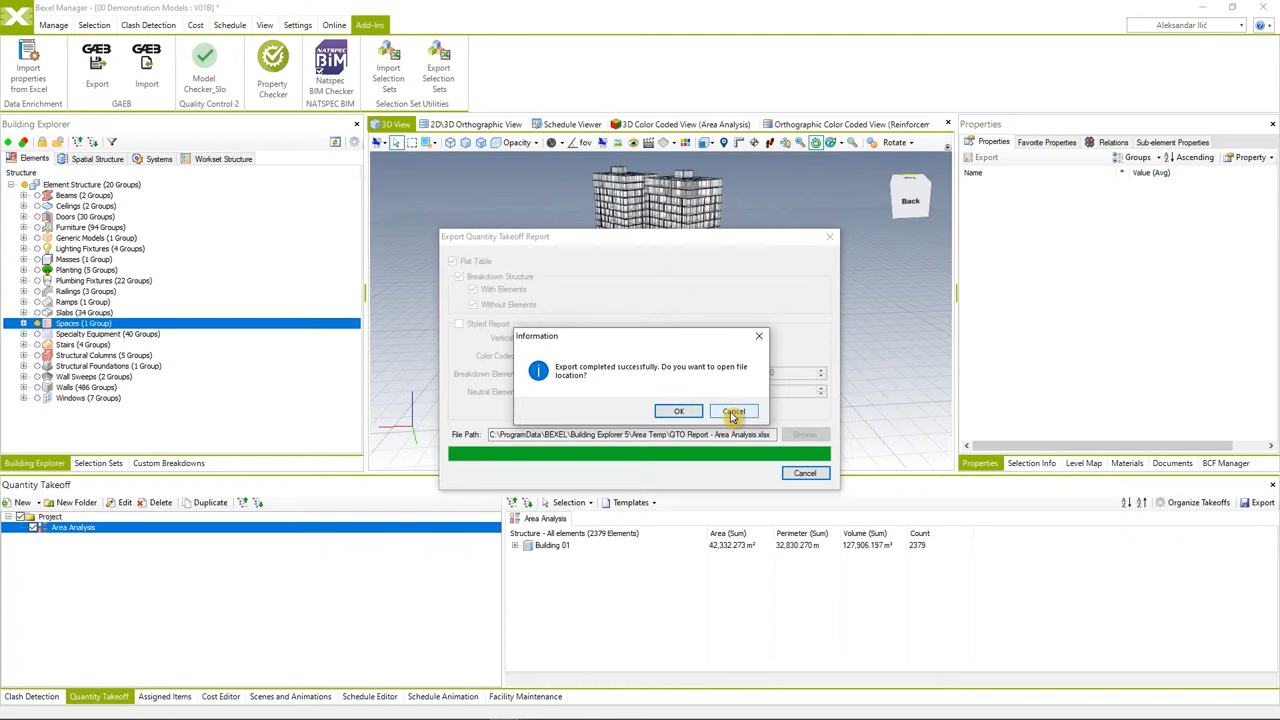 Bexel Manager - [00 Demonstration Models : V01B] *
Manage Selection Clash Detection Cost Schedule View Settings Online Add-Ins
Aleksandar Ilić
Import properties from Excel
Data Enrichment
Export
Import
GAEB
Model Checker_Slo
Quality Control 2
Property Checker
NATSPEC BIM
Natspec BIM Checker
NATSPEC BIM
Import Selection Sets
Export Selection Sets
Selection Set Utilities
Building Explorer
Elements Spatial Structure Systems Workset Structure
Structure
Element Structure (20 Groups)
Beams (2 Groups)
Ceilings (2 Groups)
Doors (30 Groups)
Furniture (94 Groups)
Generic Models (1 Group)
Lighting Fixtures (4 Groups)
Masses (1 Group)
Planting (5 Groups)
Plumbing Fixtures (22 Groups)
Railings (3 Groups)
Ramps (1 Group)
Slabs (34 Groups)
Spaces (1 Group)
Specialty Equipment (40 Groups)
Stairs (4 Groups)
Structural Columns (5 Groups)
Structural Foundations (1 Group)
Wall Sweeps (2 Groups)
Walls (486 Groups)
Windows (7 Groups)
Building Explorer Selection Sets Custom Breakdowns
3D View 2D\3D Orthographic View Schedule Viewer 3D Color Coded View (Area Analysis) Orthographic Color Coded View (Reinforcem
Opacity fov Rotate
Back
Export Quantity Takeoff Report
Flat Table
Breakdown Structure
With Elements
Without Elements
Styled Report
Vertic
Color Coded
Breakdown Eleme
Neutral Eleme
0
Information
Export completed successfully. Do you want to open file
location?
OK Cancel
File Path: C:\ProgramData\BEXEL\Building Explorer 5\Area Temp\QTO Report - Area Analysis.xlsx Browse
Cancel
Properties
Properties Favorite Properties Relations Sub-element Properties
Export Groups Ascending Property
Name * Value (Avg)
Properties Selection Info Level Map Materials Documents BCF Manager
Quantity Takeoff
New New Folder Edit Delete Duplicate
Project
Area Analysis
Selection Templates Organize Takeoffs Export
Area Analysis
Structure - All elements (2379 Elements) Area (Sum) Perimeter (Sum) Volume (Sum) Count
Building 01 42,332.273 m² 32,830.270 m 127,906.197 m³ 2379
Clash Detection Quantity Takeoff Assigned Items Cost Editor Scenes and Animations Schedule Editor Schedule Animation Facility Maintenance